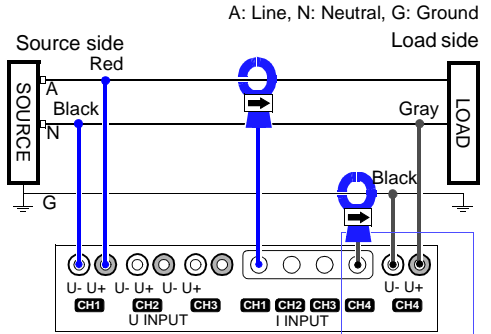 A: Line, N: Neutral, G: Ground
Source side
Load side
Red
A
Black
Gray
N
SOURCE
LOAD
Black
G
U- U+ U- U+ U- U+
U- U+
CH1 CH2 CH3 CH1 CH2 CH3 CH4 CH4
U INPUT
I INPUT